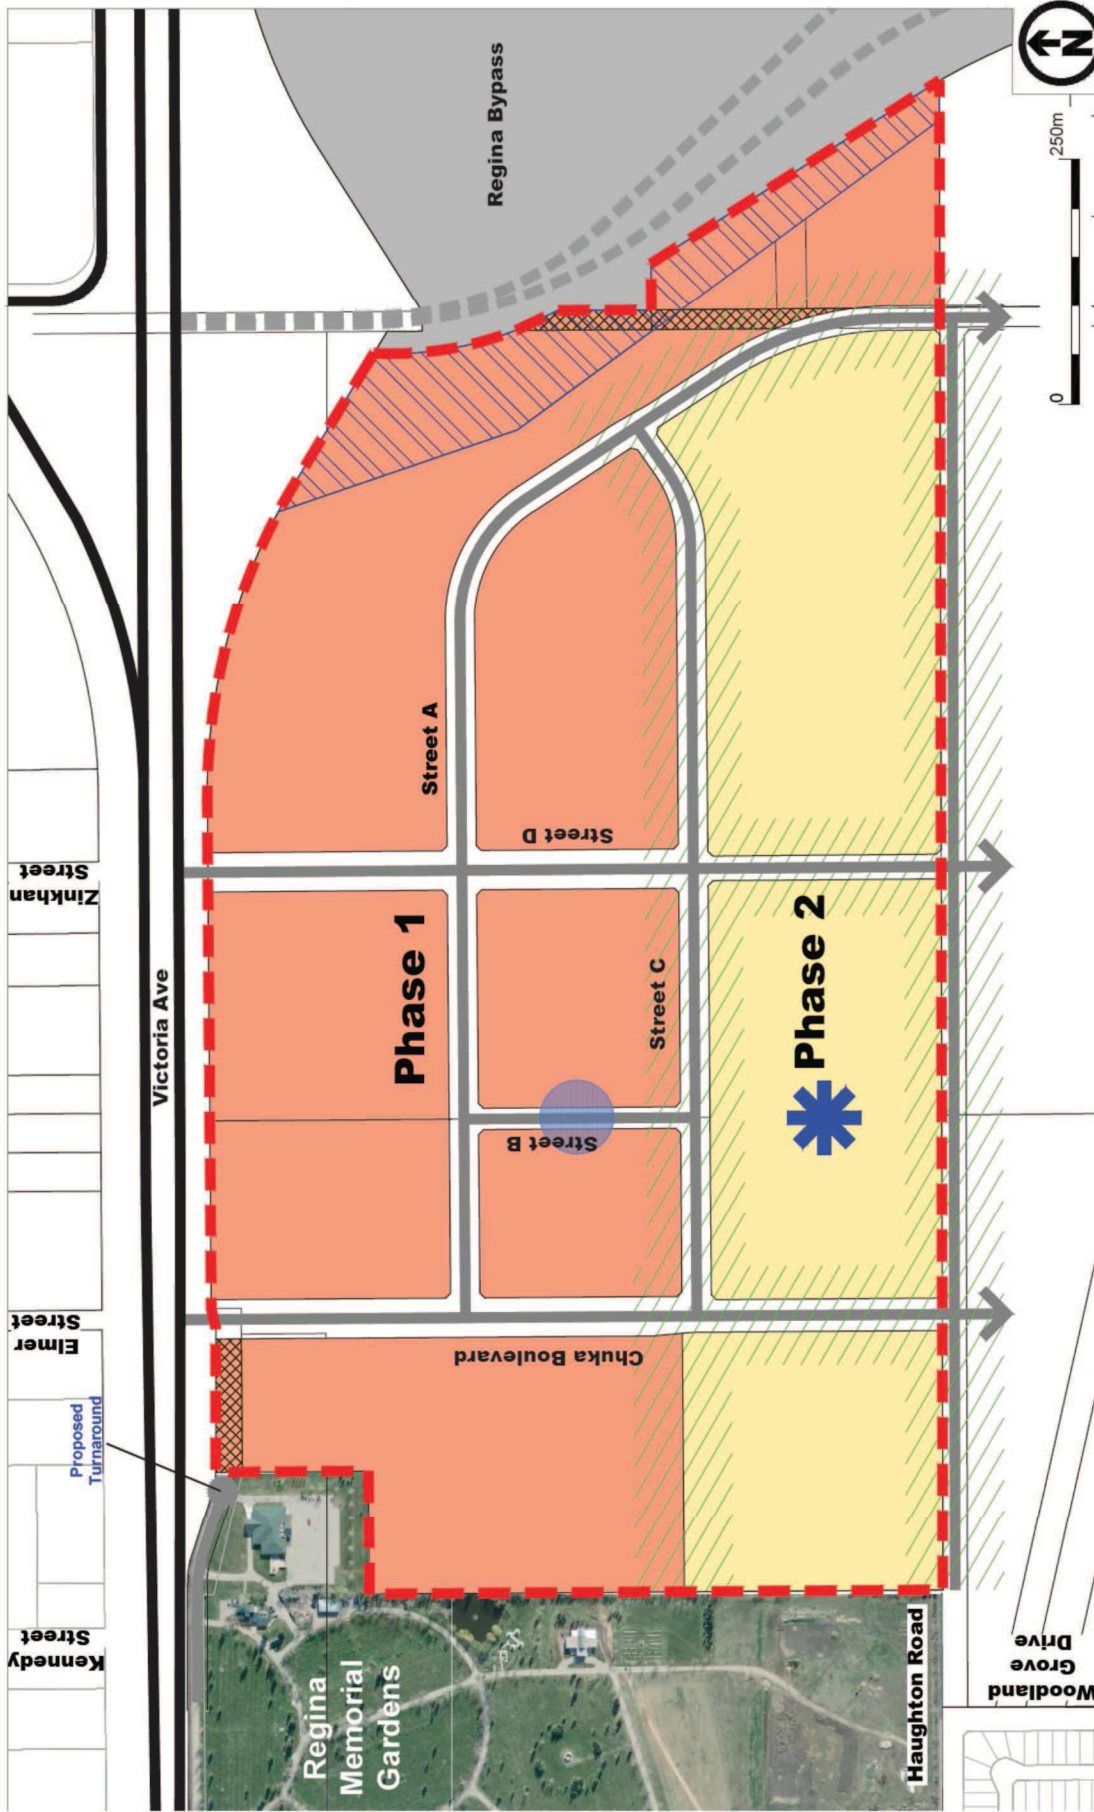 Kennedy
Street
Elmer
Street
Zinkhan
Street
Proposed
Turnaround
Victoria Ave
Regina Bypass
Regina
Memorial
Gardens
Phase 1
Street A
Chuka Boulevard
Street B
Street D
Street C
Phase 2
Haughton Road
Woodland
Grove
Drive
0
250m
N